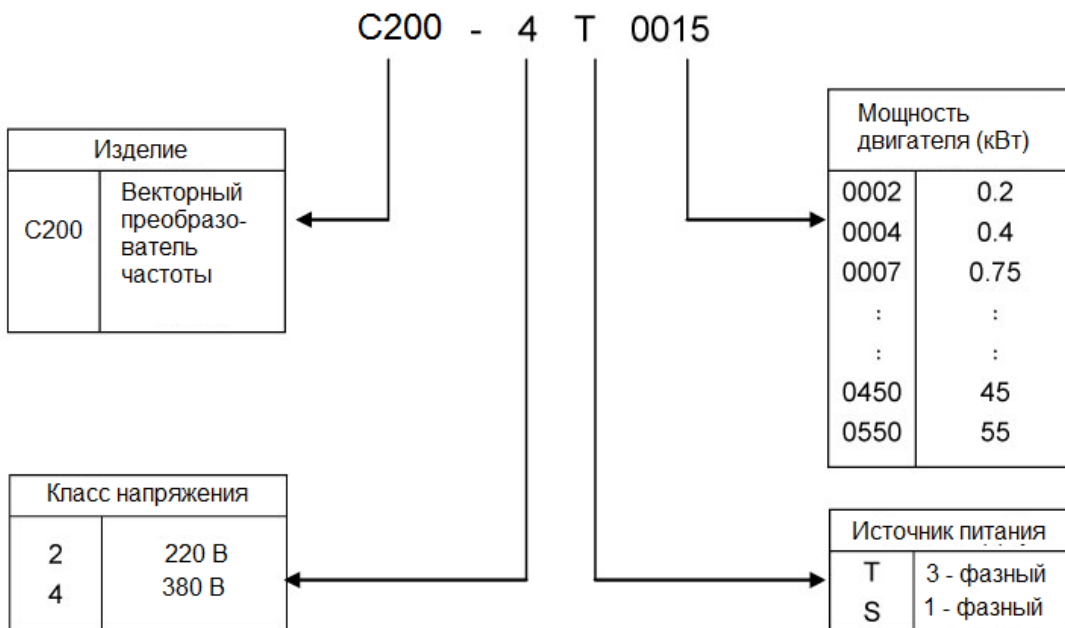 C200 - 4 T 0015
Изделие
C200
Векторный
преобразо-
ватель
частоты
Мощность
двигателя (кВт)
0002 0.2
0004 0.4
0007 0.75
: :
: :
0450 45
0550 55
Класс напряжения
2 220 В
4 380 В
Источник питания
T 3 - фазный
S 1 - фазный